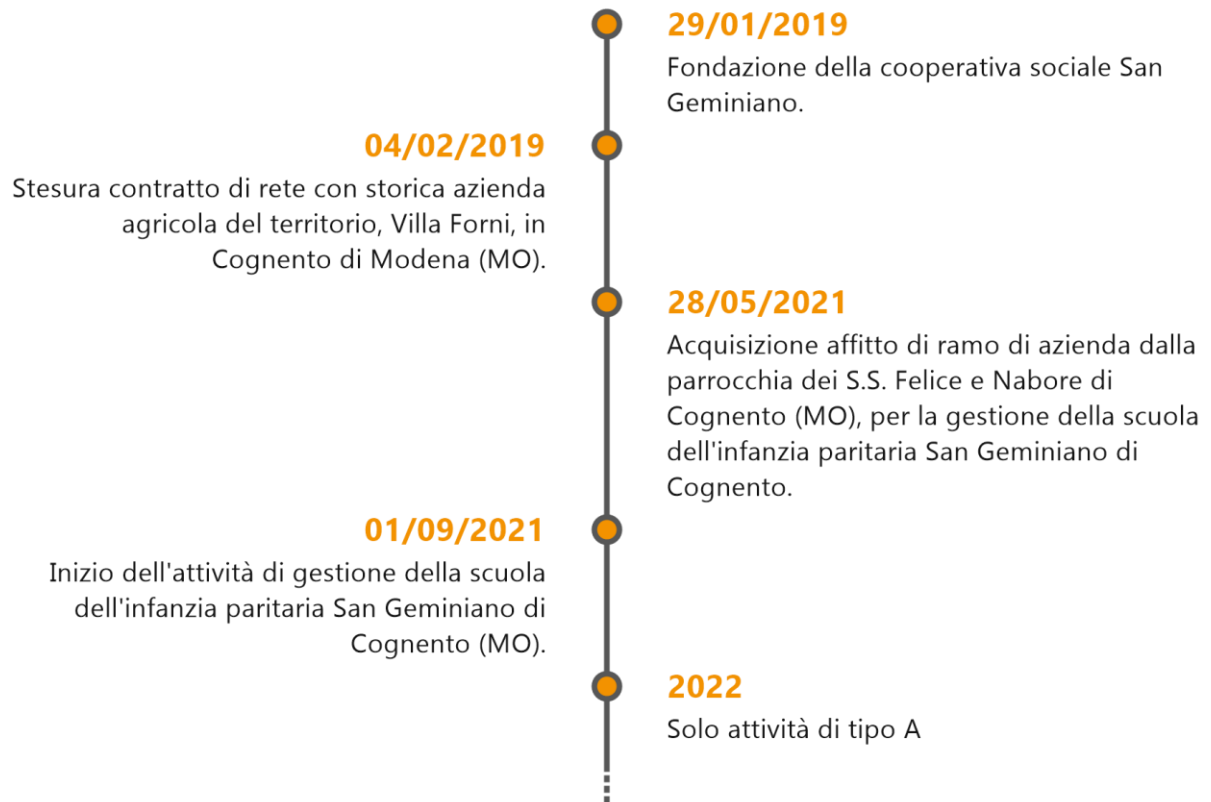 29/01/2019
Fondazione della cooperativa sociale San
Geminiano.
04/02/2019
Stesura contratto di rete con storica azienda
agricola del territorio, Villa Forni, in
Cognento di Modena (MO).
28/05/2021
Acquisizione affitto di ramo di azienda dalla
parrocchia dei S.S. Felice e Nabore di
Cognento (MO), per la gestione della scuola
dell'infanzia paritaria San Geminiano di
Cognento.
01/09/2021
Inizio dell'attività di gestione della scuola
dell'infanzia paritaria San Geminiano di
Cognento (MO).
2022
Solo attività di tipo A